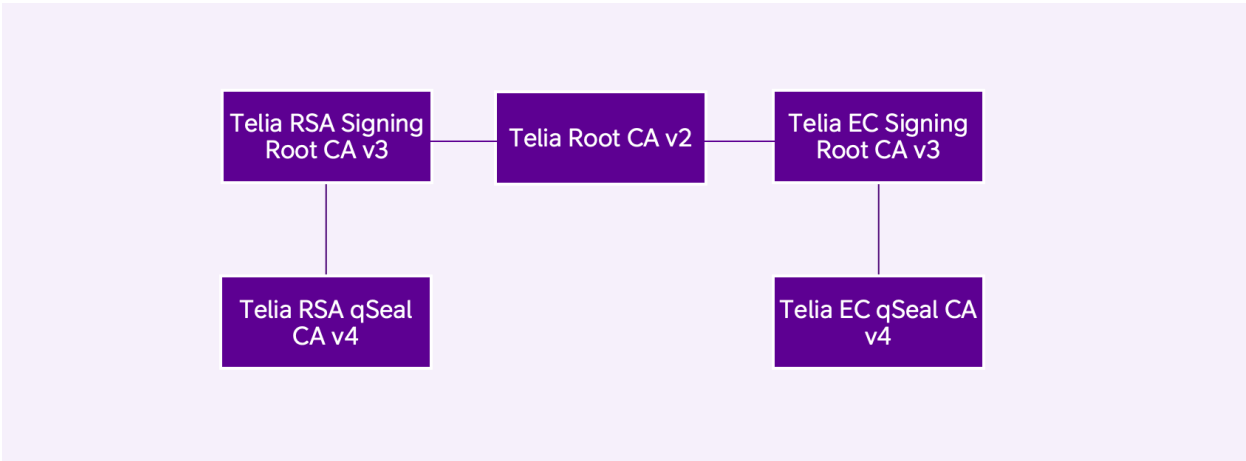 Telia RSA Signing
Root CA v3
Telia Root CA v2
Telia EC Signing
Root CA v3
Telia RSA qSeal
CA v4
Telia EC qSeal CA
v4